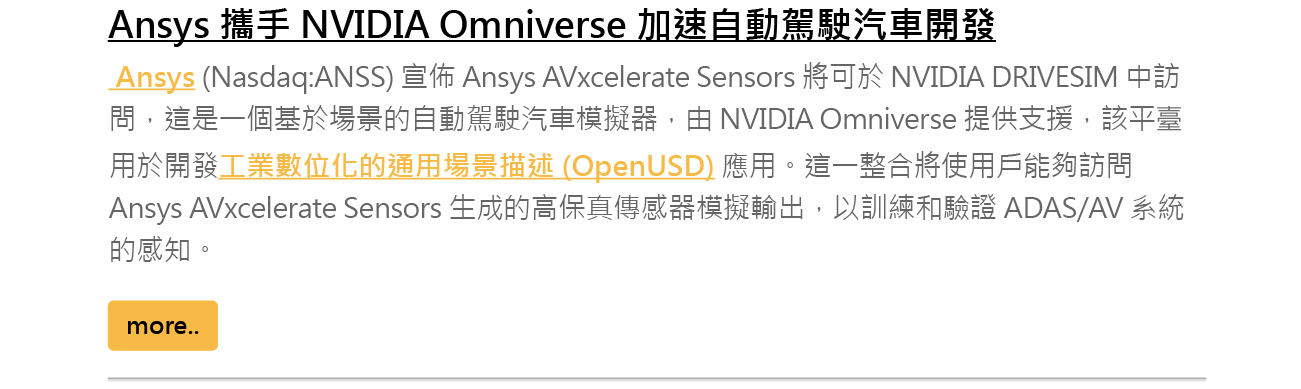 Ansys 攜手 NVIDIA Omniverse 加速自動駕駛汽車開發
Ansys (Nasdaq:ANSS) 宣佈 Ansys AVxcelerate Sensors 將可於 NVIDIA DRIVESIM 中訪
問，這是一個基於場景的自動駕駛汽車模擬器，由 NVIDIA Omniverse 提供支援，該平臺
用於開發工業數位化的通用場景描述 (OpenUSD) 應用。這一整合將使用戶能夠訪問
Ansys AVxcelerate Sensors 生成的高保真傳感器模擬輸出，以訓練和驗證 ADAS/AV 系統
的感知。
more..